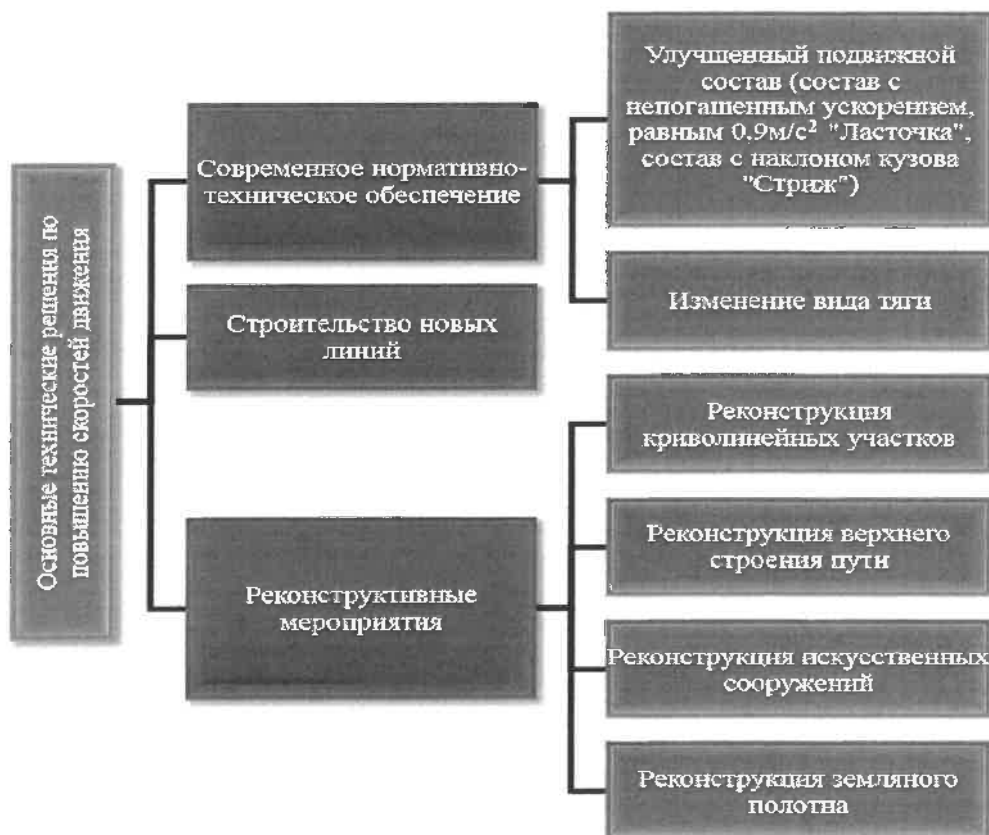 Основные технические решения по
повышению скоростей движения
Современное нормативно-
техническое обеспечение
Улучшенный подвижной
состав (состав с
непогашенным ускорением,
равным 0.9м/с² "Ласточка",
состав с наклоном кузова
"Стриж")
Изменение вида тяги
Строительство новых
линий
Реконструктивные
мероприятия
Реконструкция
криволинейных участков
Реконструкция верхнего
строения пути
Реконструкция искусственных
сооружений
Реконструкция земляного
полотна